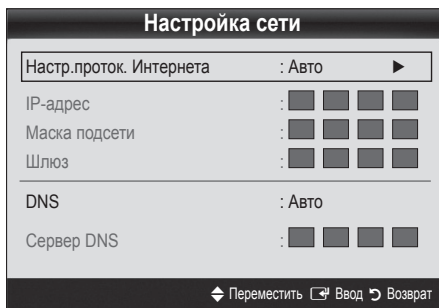 Настройка сети
Настр.проток. Интернета : Авто ►
IP-адрес :
Маска подсети :
Шлюз :
DNS : Авто
Сервер DNS :
Переместить Ввод Возврат